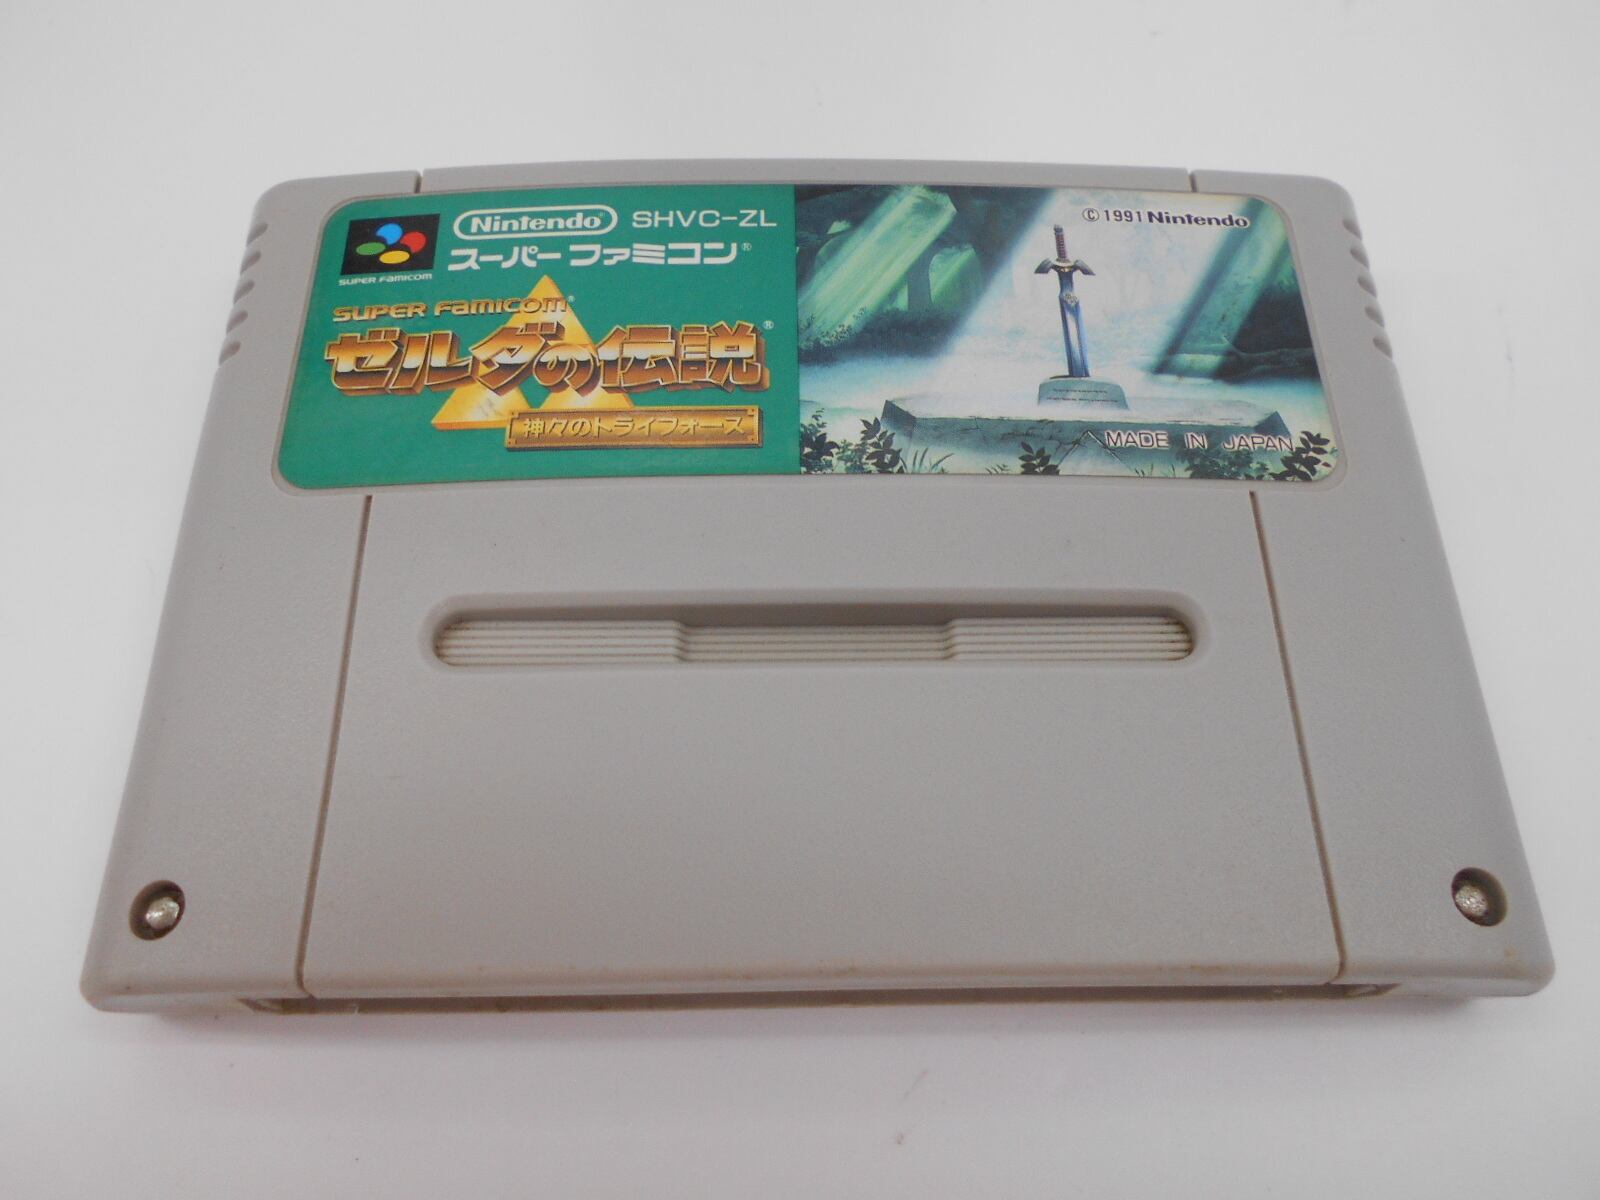 Nintendo® SHVC-ZL
スーパーファミコン®
SUPER FAMICOM
SUPER FAMICOM®
ゼルダの伝説®
神々のトライフォース
©1991 Nintendo
MADE IN JAPAN